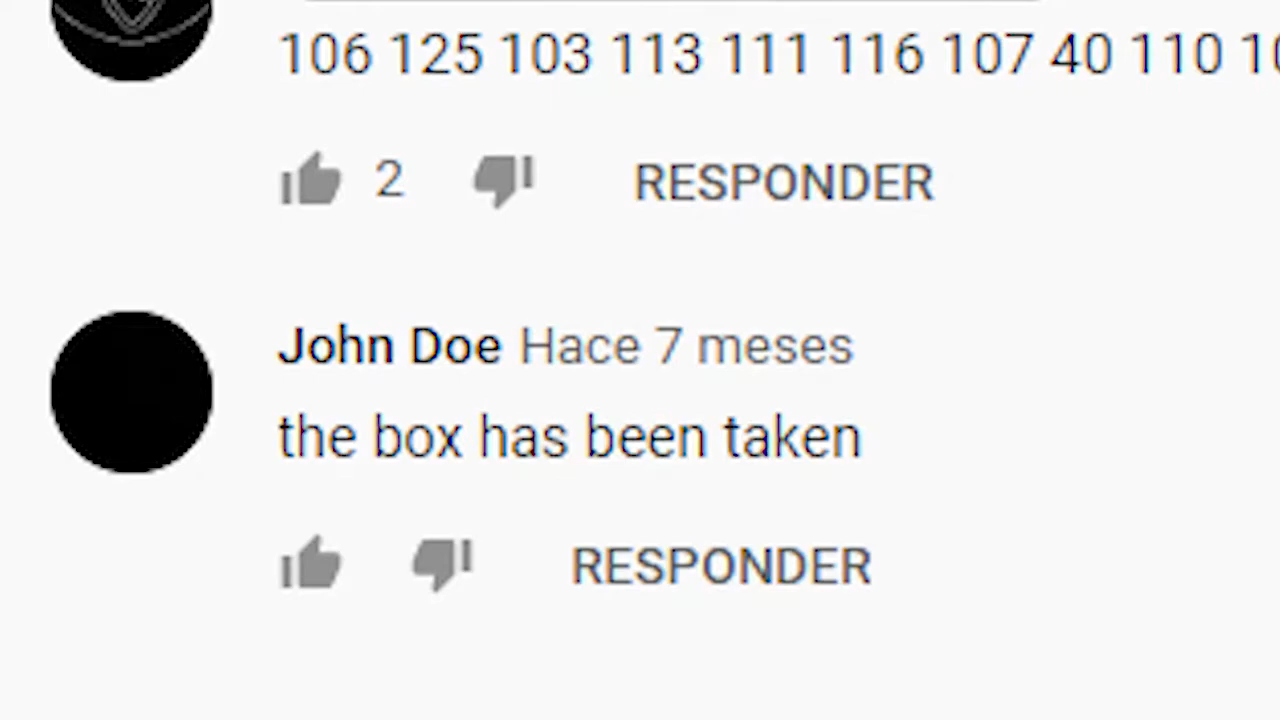 106 125 103 113 111 116 107 40 110
2 RESPONDER
John Doe Hace 7 meses
the box has been taken
RESPONDER